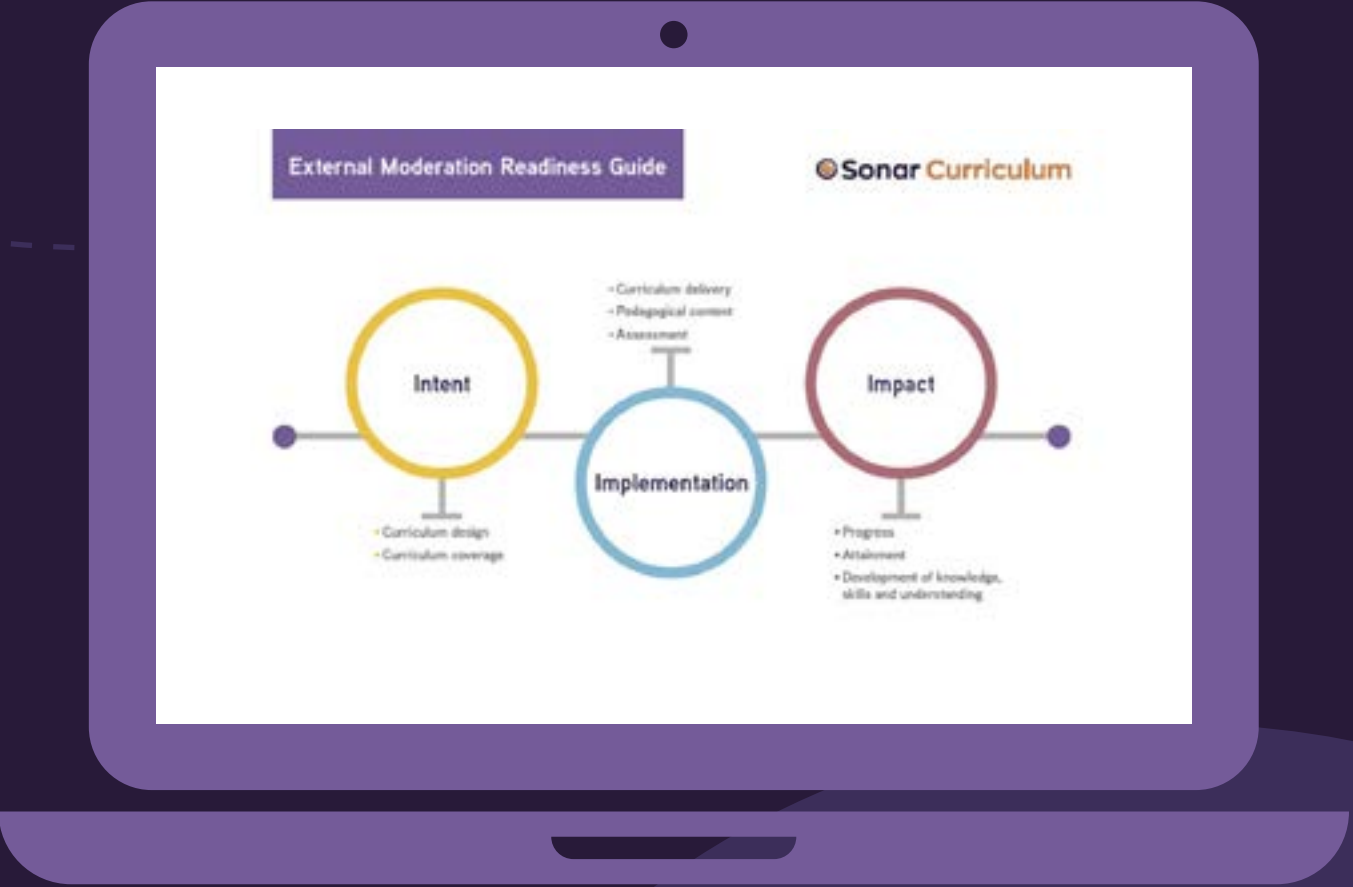 External Moderation Readiness Guide
Sonar Curriculum
Intent
• Curriculum design
• Curriculum coverage
• Curriculum delivery
• Pedagogical content
• Assessment
Implementation
Impact
• Progress
• Attainment
• Development of knowledge,
skills and understanding